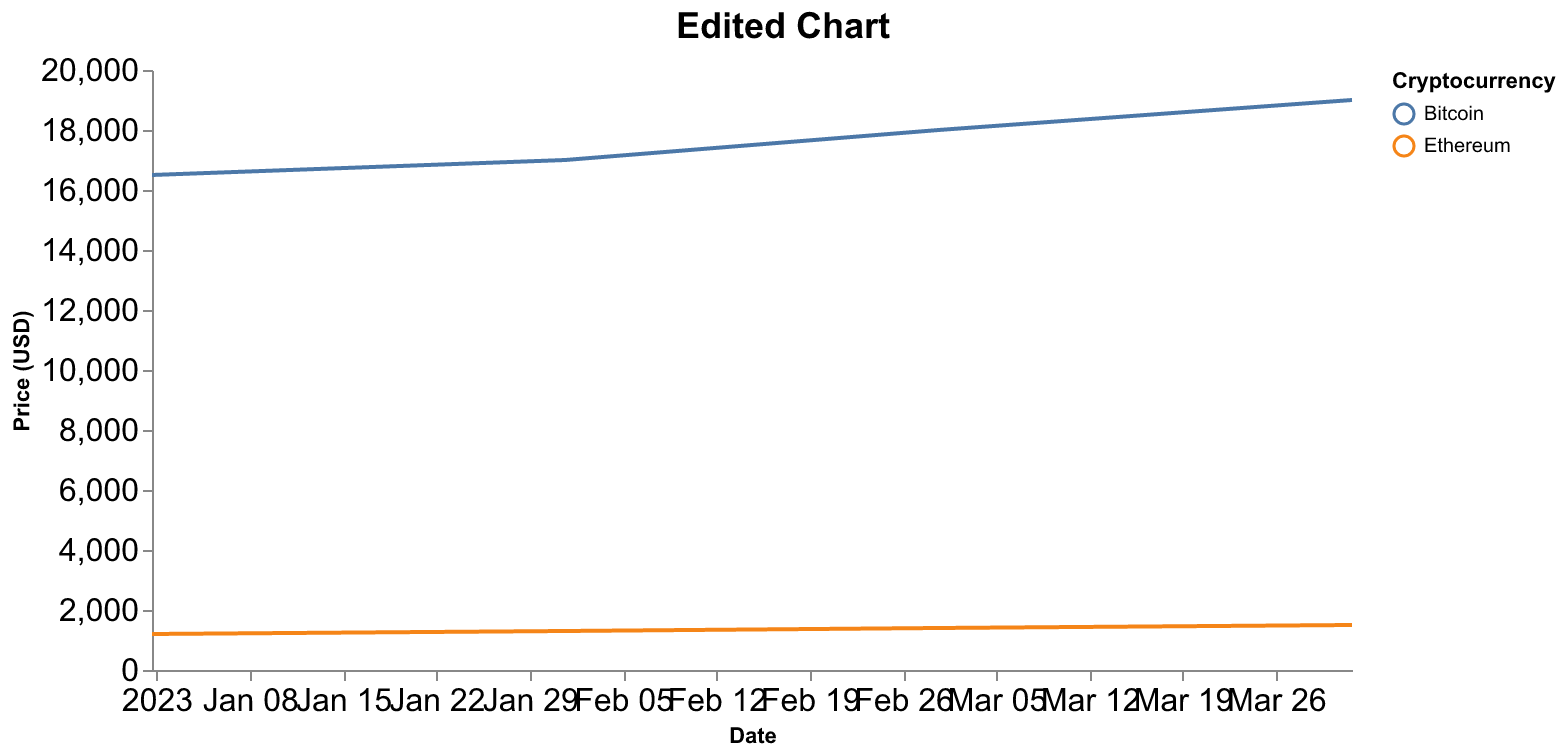 Edited Chart
20,000
18,000
16,000
14,000
12,000
10,000
8,000
6,000
4,000
2,000
0
Price (USD)
2023 Jan 08 Jan 15 Jan 22 Jan 29 Feb 05 Feb 12 Feb 19 Feb 26 Mar 05 Mar 12 Mar 19 Mar 26
Date
Cryptocurrency
Bitcoin
Ethereum